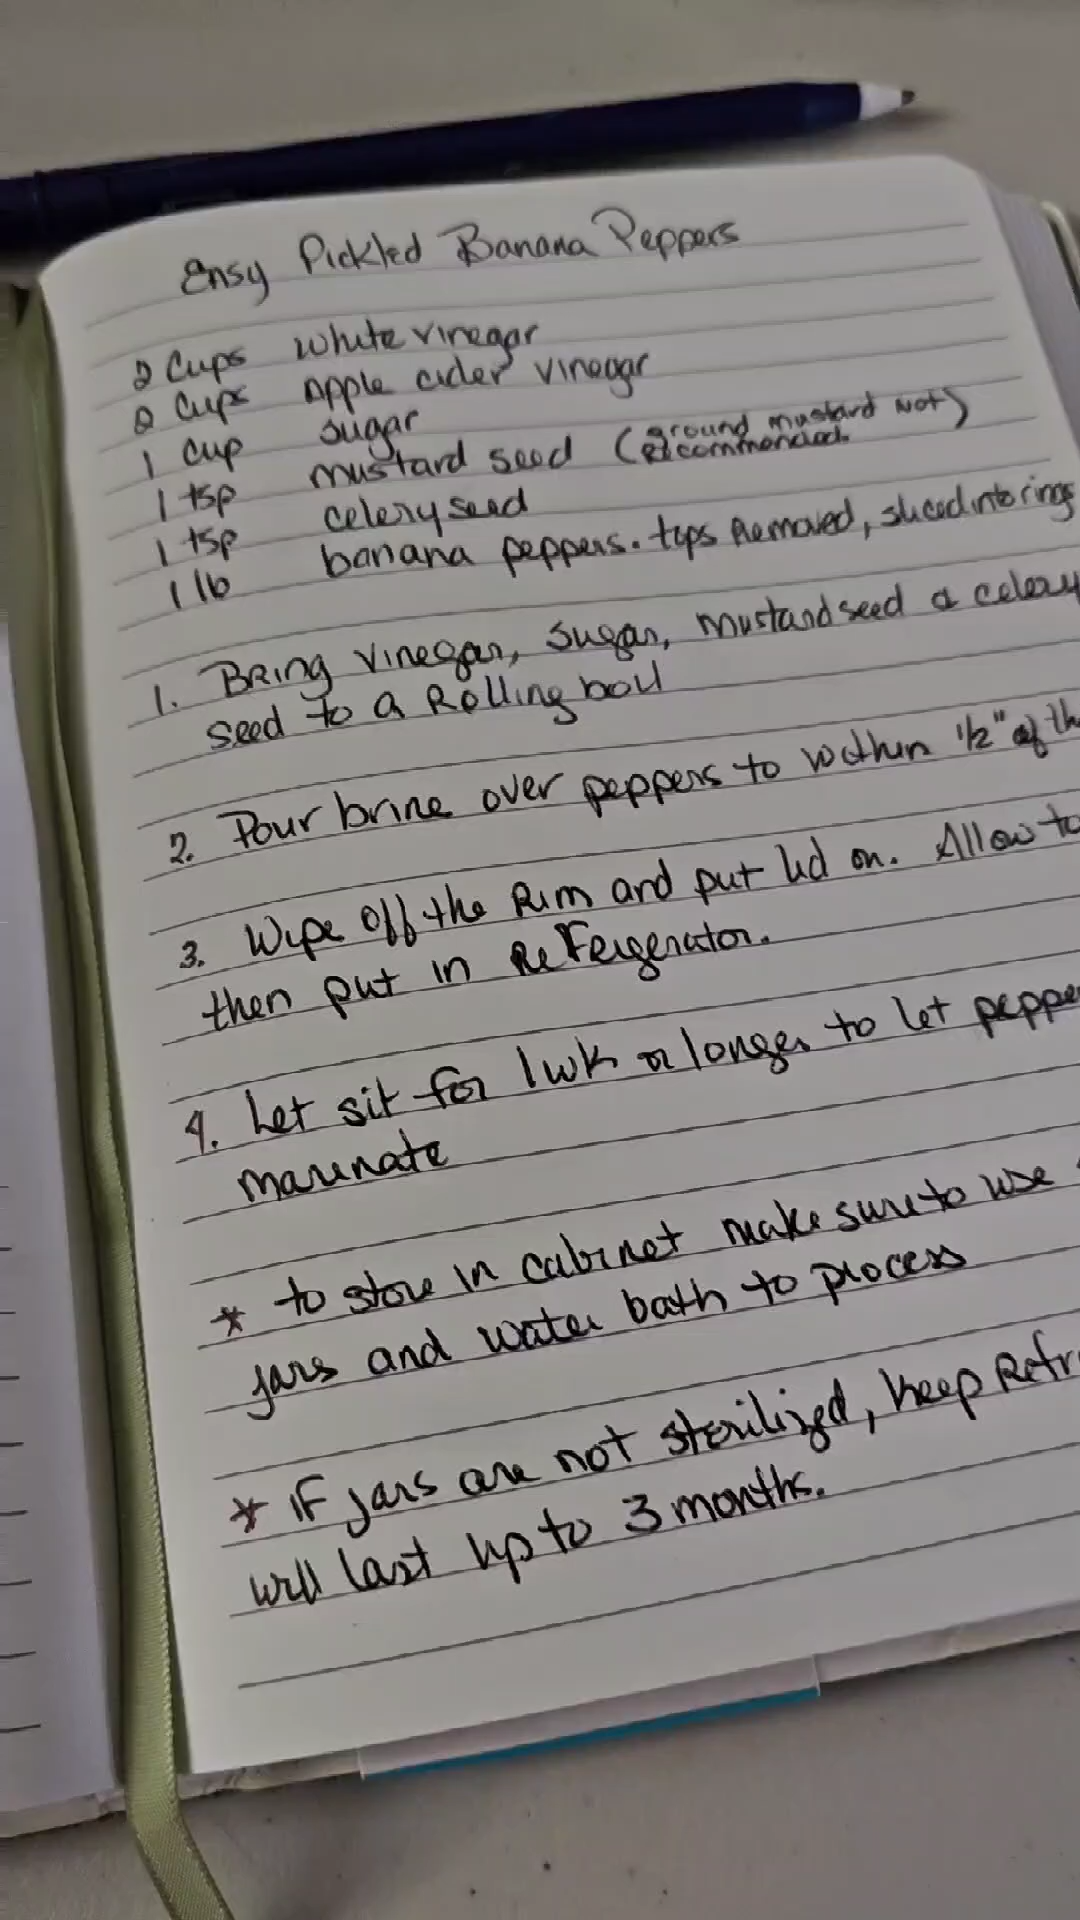 Easy Pickled Banana Peppers
2 Cups white vinegar
2 Cups Apple cider vinegar
1 cup sugar
1 tsp mustard seed (ground mustard not recommended)
1 tsp celery seed
1 lb banana peppers. tops Removed, sliced into rings
1. Bring vinegar, sugar, mustard seed & celery
seed to a Rolling boil
2. Pour brine over peppers to within 1/2" of th
3. Wipe off the Rim and put lid on. Allow to
then put in Refrigerator.
4. Let sit for 1wk or longer to let peppe
marinate
* to store in cabinet make sure to use
jars and water bath to process
* if jars are not sterilized, keep Refr
will last up to 3 months.